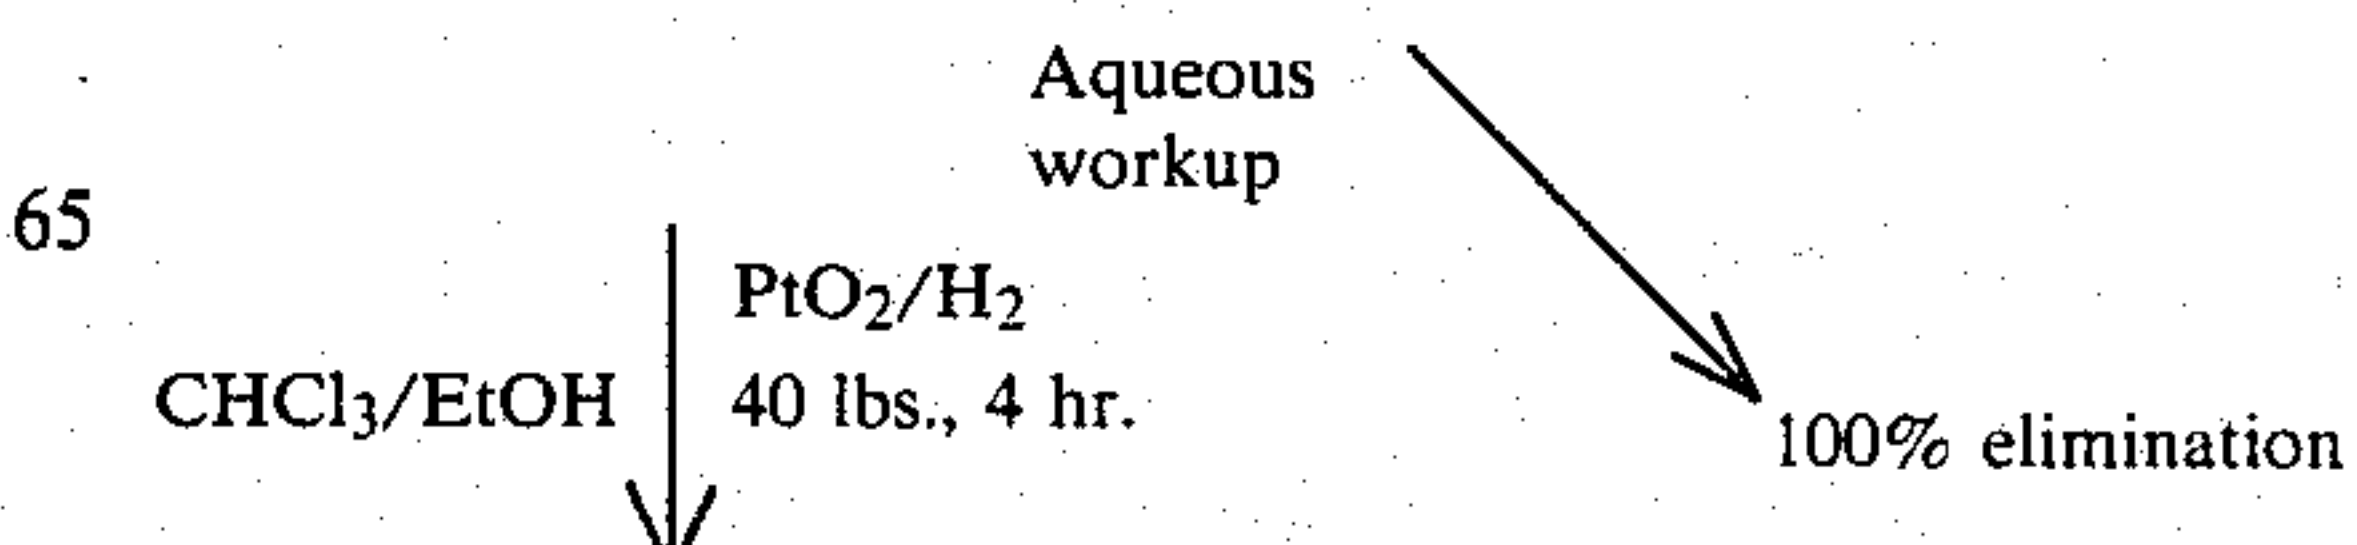 Aqueous
workup
65
PtO2/H2
CHCl3/EtOH
40 lbs., 4 hr.
100% elimination